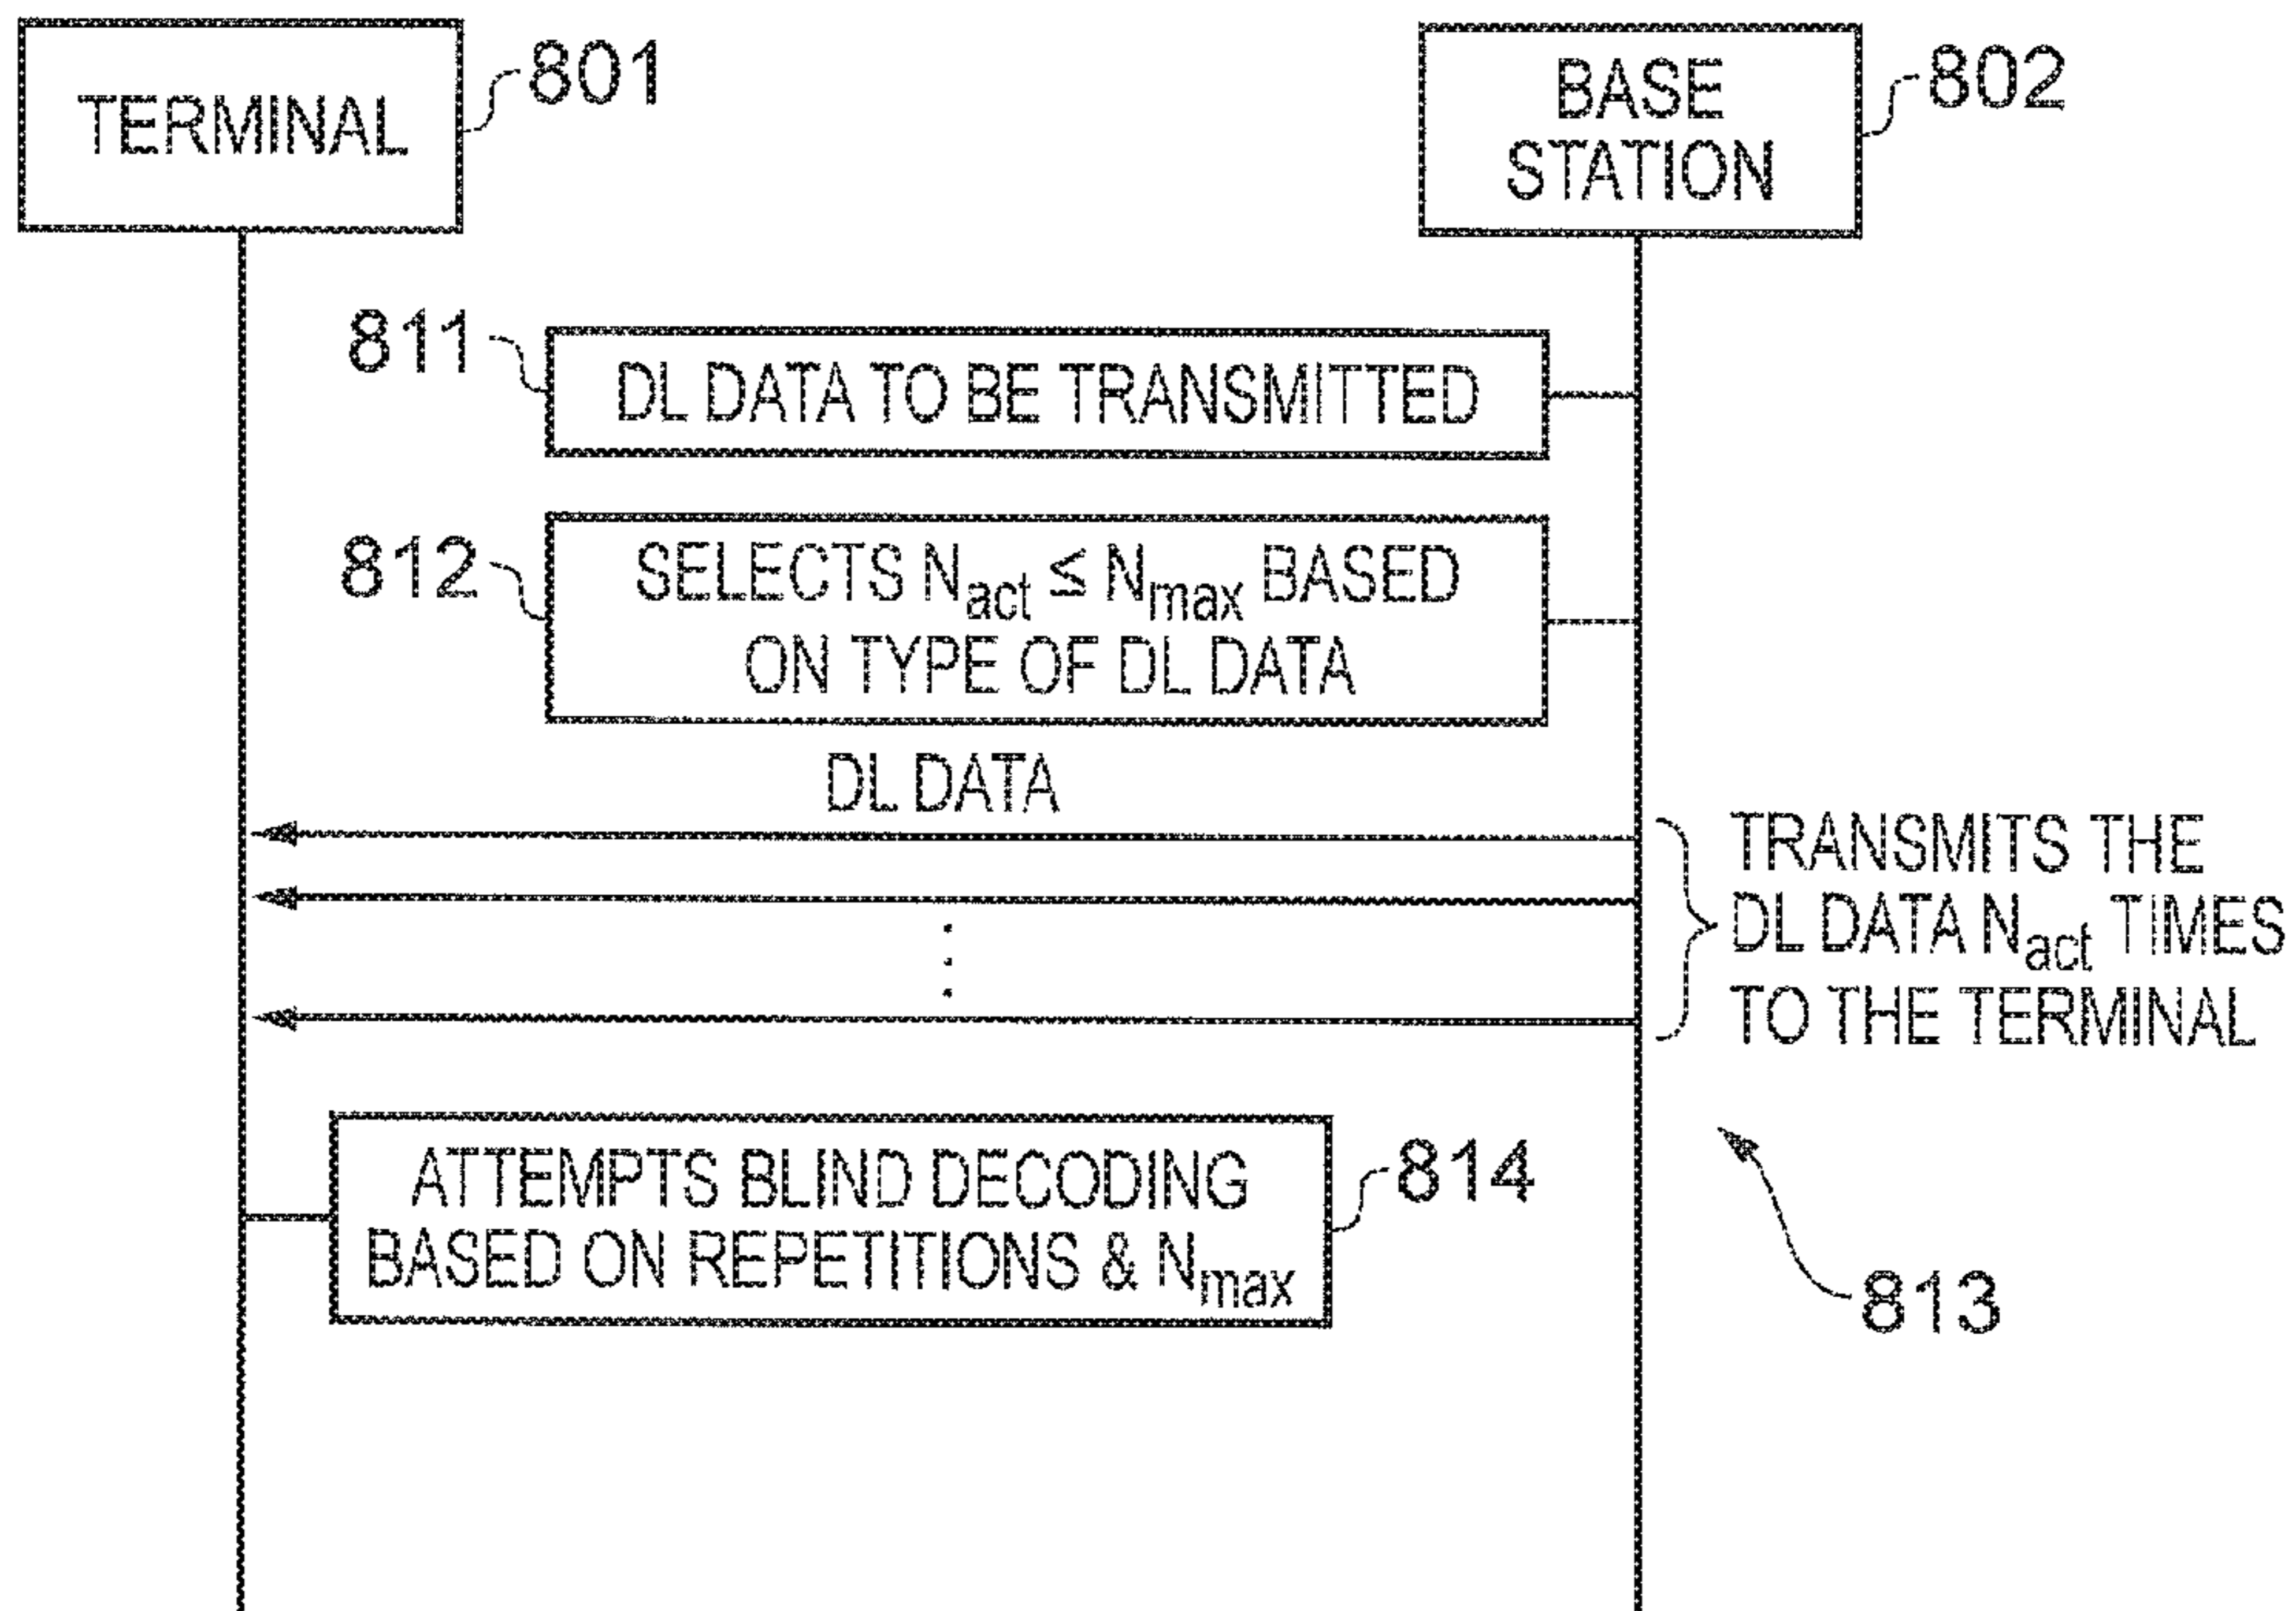 TERMINAL
801
BASE
STATION
802
811
DL DATA TO BE TRANSMITTED
812
SELECTS Nact ≤ Nmax BASED
ON TYPE OF DL DATA
DL DATA
TRANSMITS THE
DL DATA Nact TIMES
TO THE TERMINAL
ATTEMPTS BLIND DECODING
BASED ON REPETITIONS & Nmax
814
813